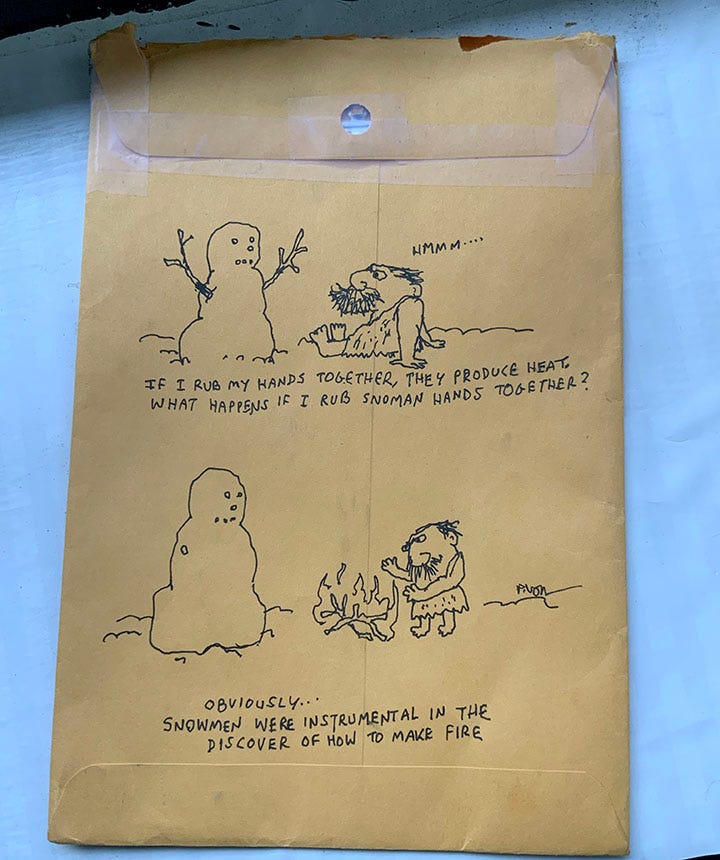 HMMM....
IF I RUB MY HANDS TOGETHER, THEY PRODUCE HEAT.
WHAT HAPPENS IF I RUB SNOMAN HANDS TOGETHER?
AVON
OBVIOUSLY...
SNOWMEN WERE INSTRUMENTAL IN THE
DISCOVER OF HOW TO MAKE FIRE